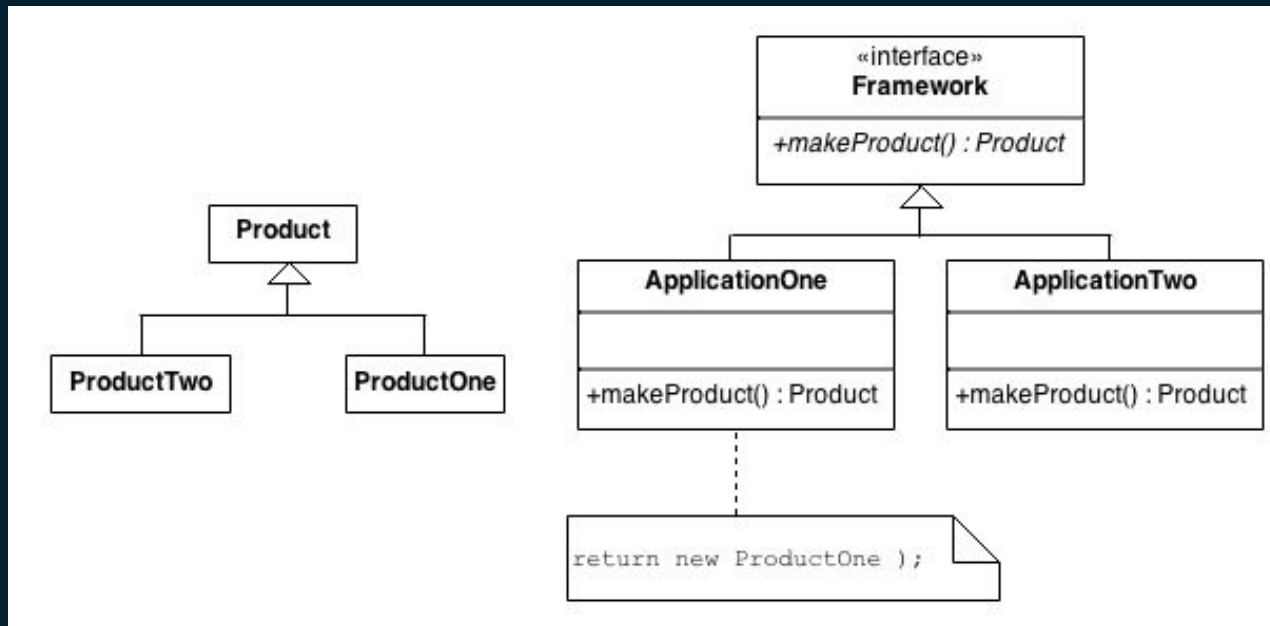 «interface»
Framework
+makeProduct() : Product
Product
ProductTwo
ProductOne
ApplicationOne
+makeProduct() : Product
ApplicationTwo
+makeProduct() : Product
return new ProductOne );